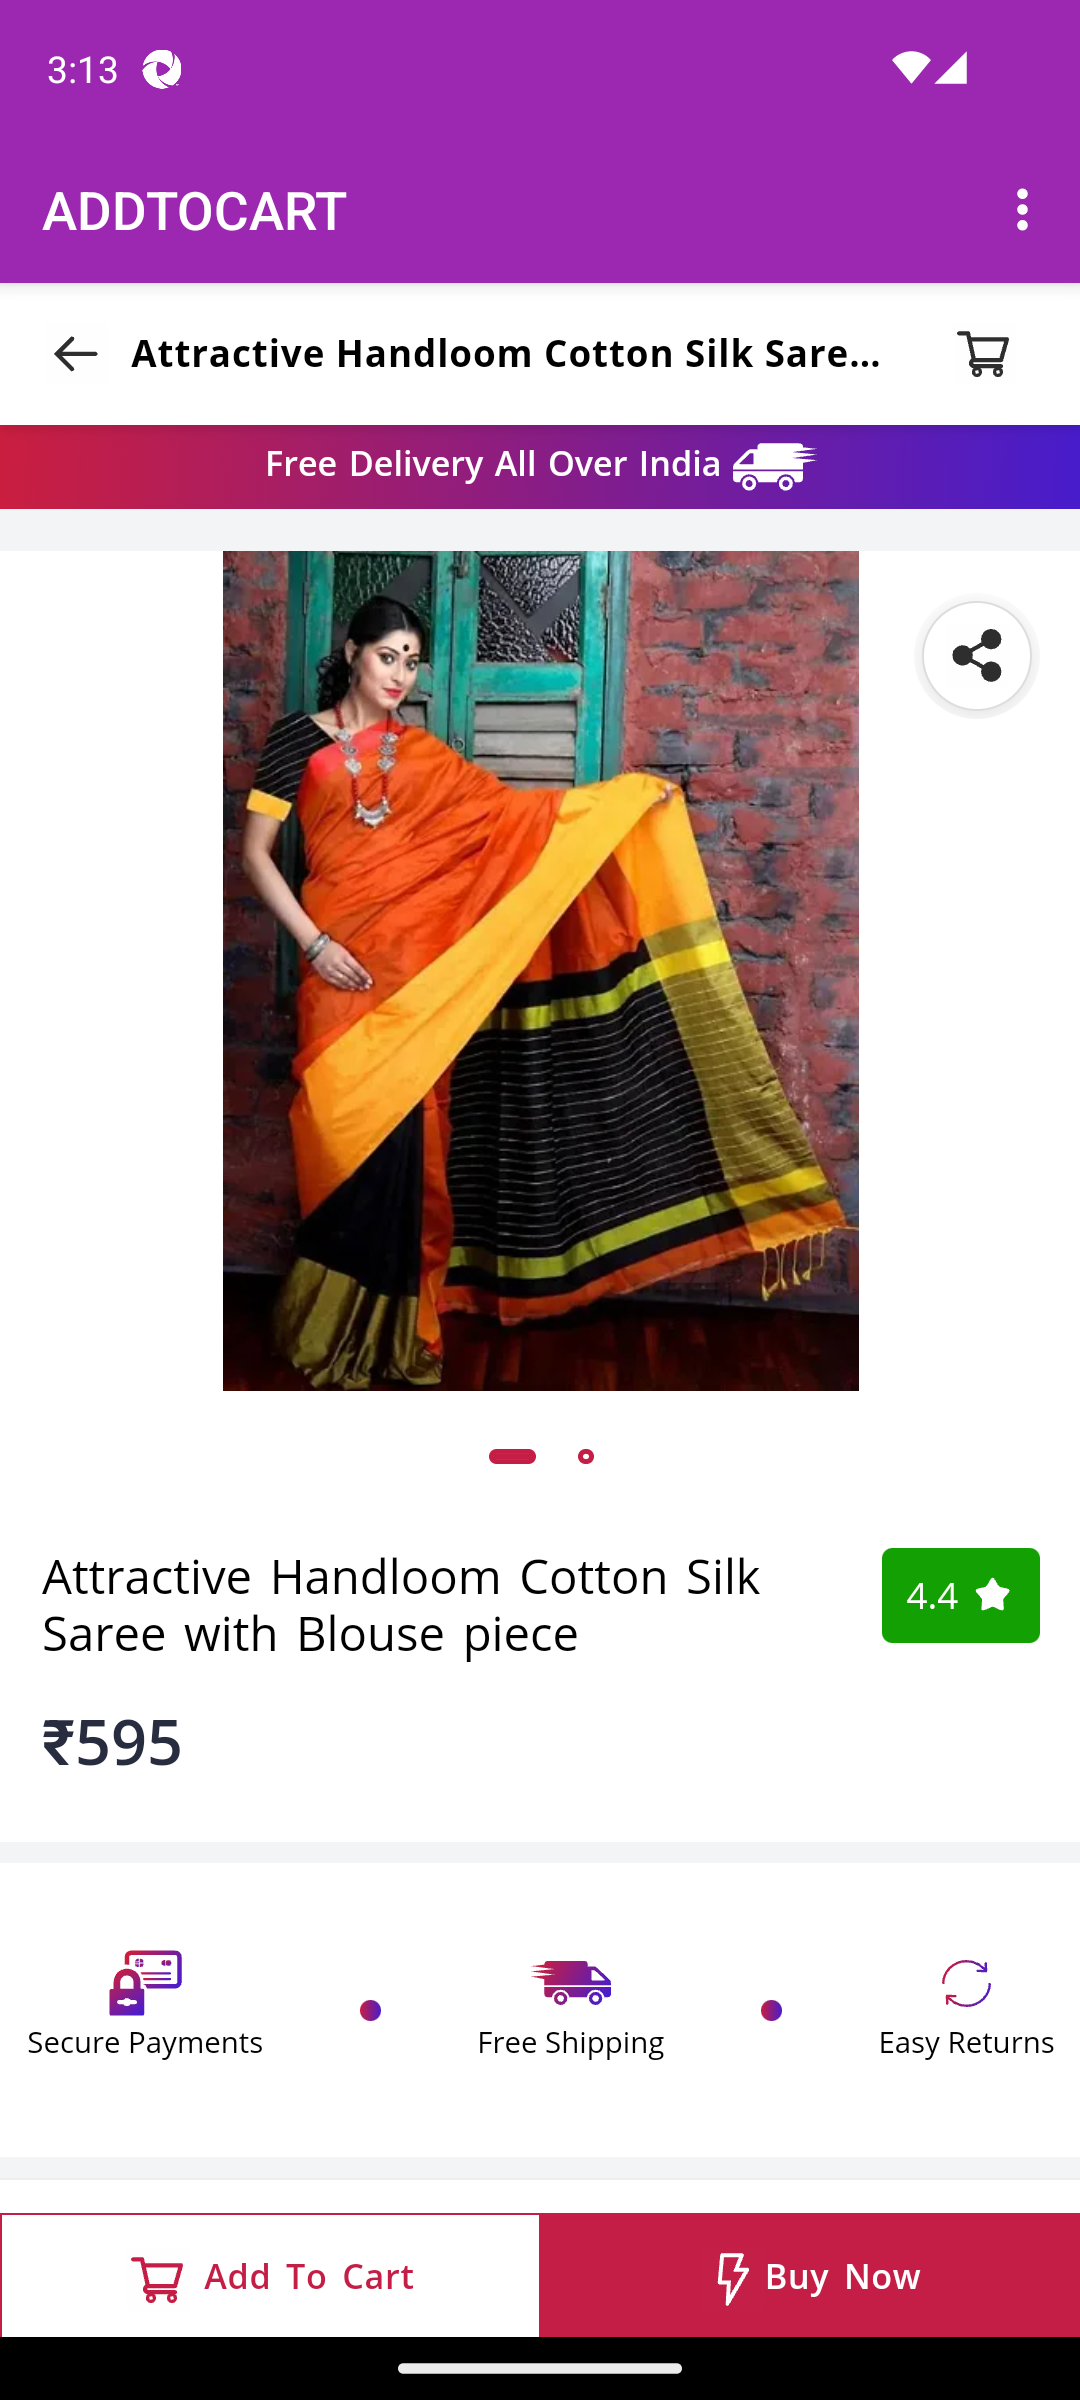 3:13
ADDTOCART
Attractive Handloom Cotton Silk Sare...
Free Delivery All Over India
Attractive Handloom Cotton Silk
Saree with Blouse piece
4.4
₹595
Secure Payments
Free Shipping
Easy Returns
Add To Cart
Buy Now